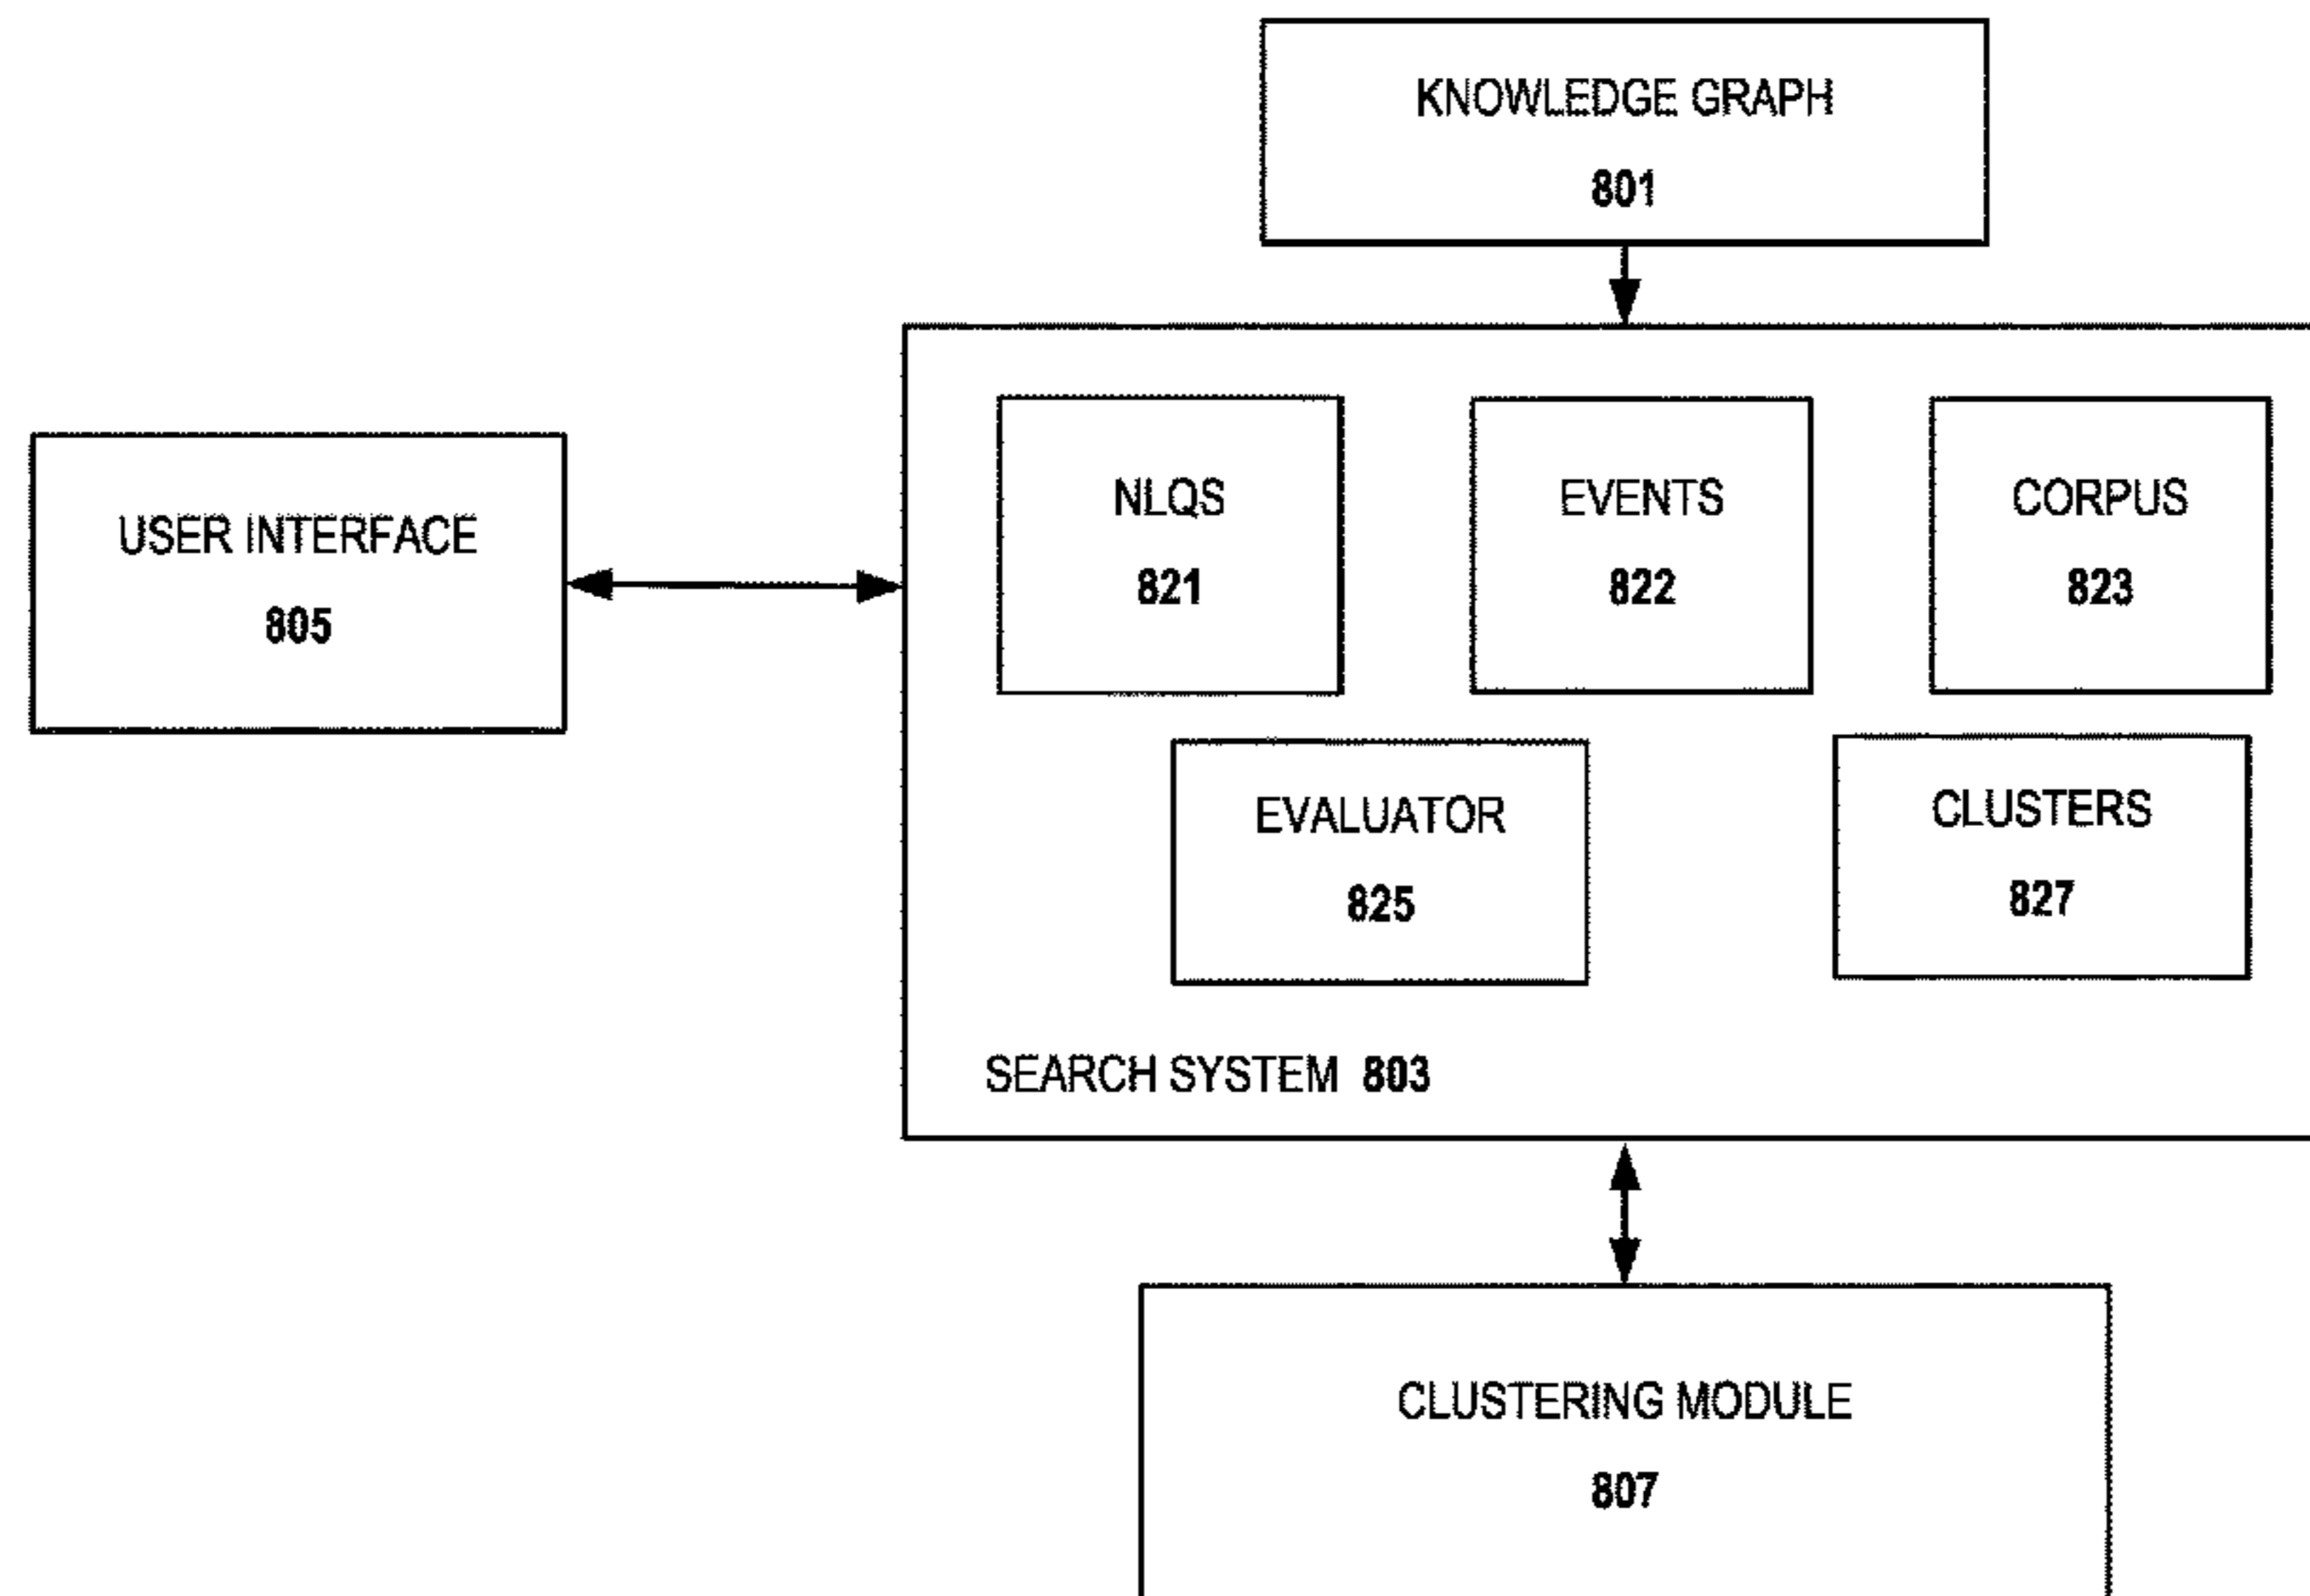 KNOWLEDGE GRAPH
801
USER INTERFACE
805
NLQS
821
EVENTS
822
CORPUS
823
EVALUATOR
825
CLUSTERS
827
SEARCH SYSTEM 803
CLUSTERING MODULE
807